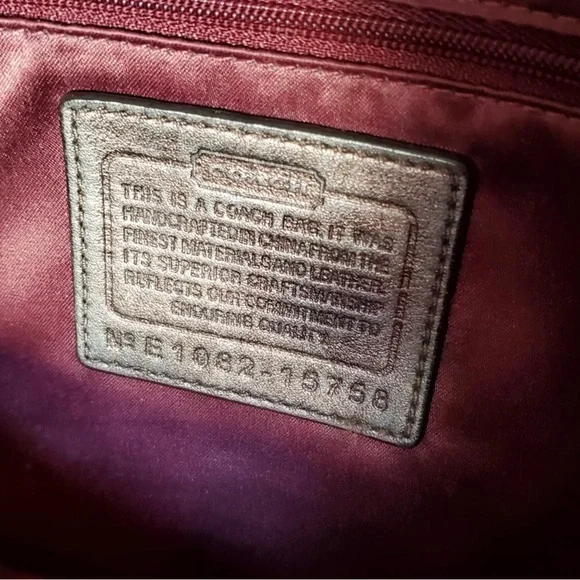 COACH
THIS IS A COACH BAG. IT WAS
HANDCRAFTED IN CHINA FROM THE
FINEST MATERIALS AND LEATHER.
ITS SUPERIOR CRAFTSMANSHIP
REFLECTS OUR COMMITMENT TO
ENDURING QUALITY.
No E1082-15758